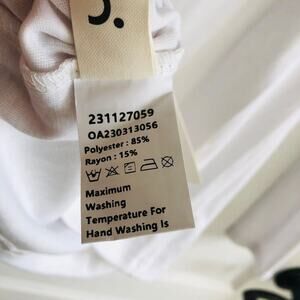 231127059
OA230313056
Polyester : 85%
Rayon : 15%
Maximum
Washing
Temperature For
Hand Washing Is